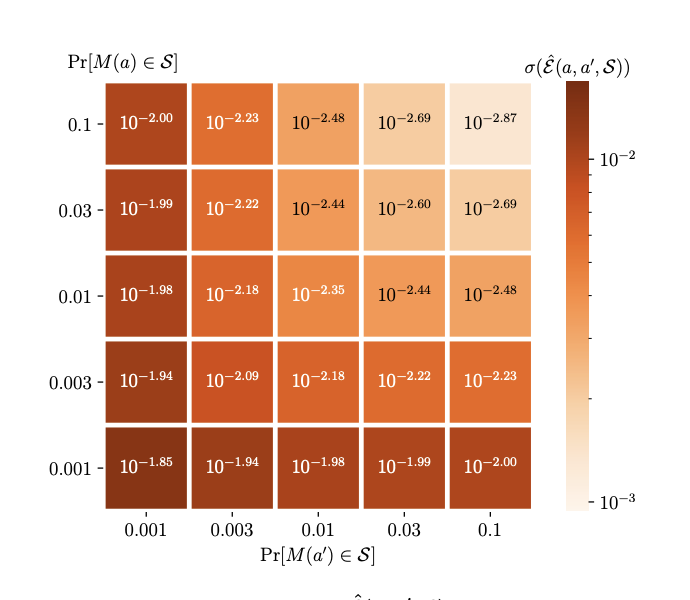 Pr[M(a) ∈ 𝒮]
σ(ℰ̂(a, a′, 𝒮))
0.1 10^−2.00 10^−2.23 10^−2.48 10^−2.69 10^−2.87
10^−2
0.03 10^−1.99 10^−2.22 10^−2.44 10^−2.60 10^−2.69
0.01 10^−1.98 10^−2.18 10^−2.35 10^−2.44 10^−2.48
0.003 10^−1.94 10^−2.09 10^−2.18 10^−2.22 10^−2.23
0.001 10^−1.85 10^−1.94 10^−1.98 10^−1.99 10^−2.00
10^−3
0.001 0.003 0.01 0.03 0.1
Pr[M(a′) ∈ 𝒮]